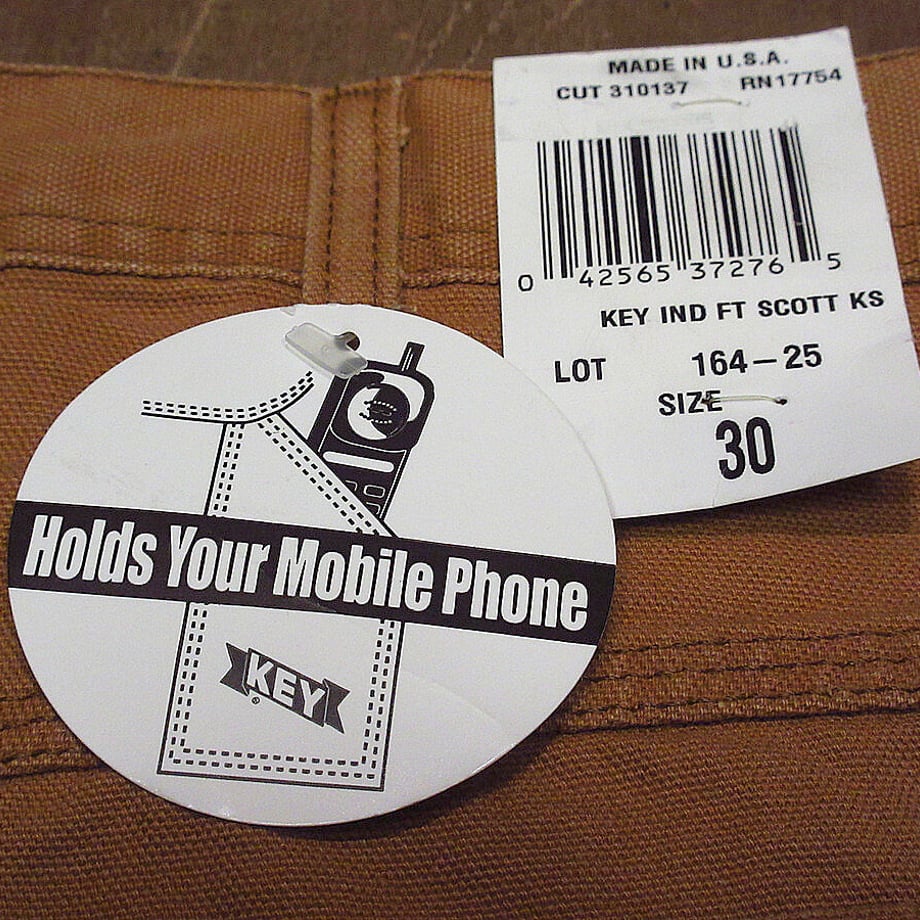 MADE IN U.S.A.
CUT 310137 RN17754
0 42565 37276 5
KEY IND FT SCOTT KS
LOT 164-25
SIZE
30
Holds Your Mobile Phone
KEY
®